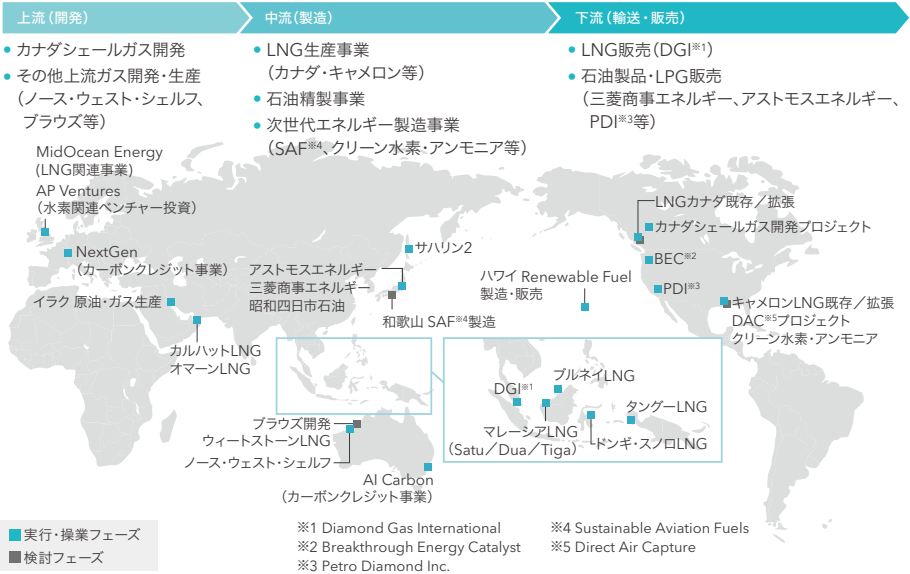 上流（開発）
中流（製造）
下流（輸送・販売）
• カナダシェールガス開発
• その他上流ガス開発・生産
（ノース・ウェスト・シェルフ、
ブラウズ等）
• LNG生産事業
（カナダ・キャメロン等）
• 石油精製事業
• 次世代エネルギー製造事業
（SAF※4、クリーン水素・アンモニア等）
• LNG販売（DGI※1）
• 石油製品・LPG販売
（三菱商事エネルギー、アストモスエネルギー、
PDI※3等）
MidOcean Energy
(LNG関連事業)
AP Ventures
（水素関連ベンチャー投資）
NextGen
（カーボンクレジット事業）
イラク 原油・ガス生産
カルハットLNG
オマーンLNG
サハリン2
アストモスエネルギー
三菱商事エネルギー
昭和四日市石油
和歌山 SAF※4製造
ハワイ Renewable Fuel
製造・販売
LNGカナダ既存／拡張
カナダシェールガス開発プロジェクト
BEC※2
PDI※3
キャメロンLNG既存／拡張
DAC※5プロジェクト
クリーン水素・アンモニア
ブルネイLNG
DGI※1
タングーLNG
マレーシアLNG
（Satu／Dua／Tiga）
ドンギ・スノロLNG
ブラウズ開発
ウィートストーンLNG
ノース・ウェスト・シェルフ
AI Carbon
（カーボンクレジット事業）
実行・操業フェーズ
検討フェーズ
※1 Diamond Gas International
※2 Breakthrough Energy Catalyst
※3 Petro Diamond Inc.
※4 Sustainable Aviation Fuels
※5 Direct Air Capture